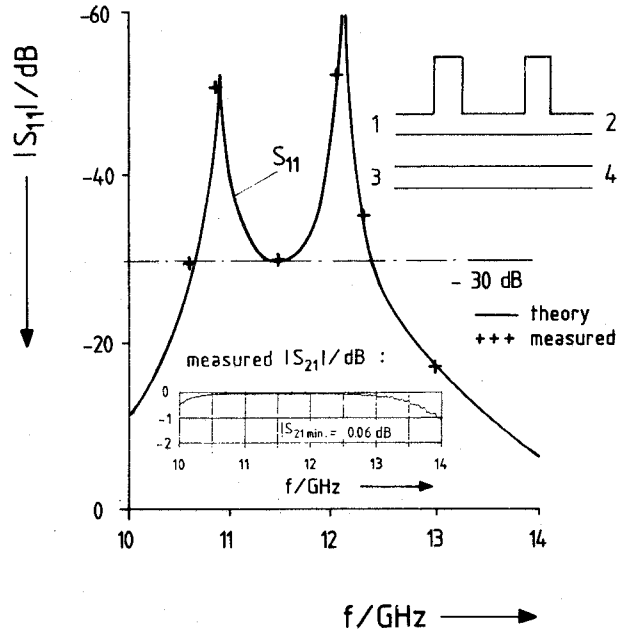 |S11|/dB
-60
-40
-20
0
10
11
12
13
14
f/GHz
S11
1
2
3
4
- 30 dB
theory
+++ measured
measured |S21|/dB :
0
-1
-2
|S21 min. = 0.06 dB
10
11
12
13
14
f/GHz